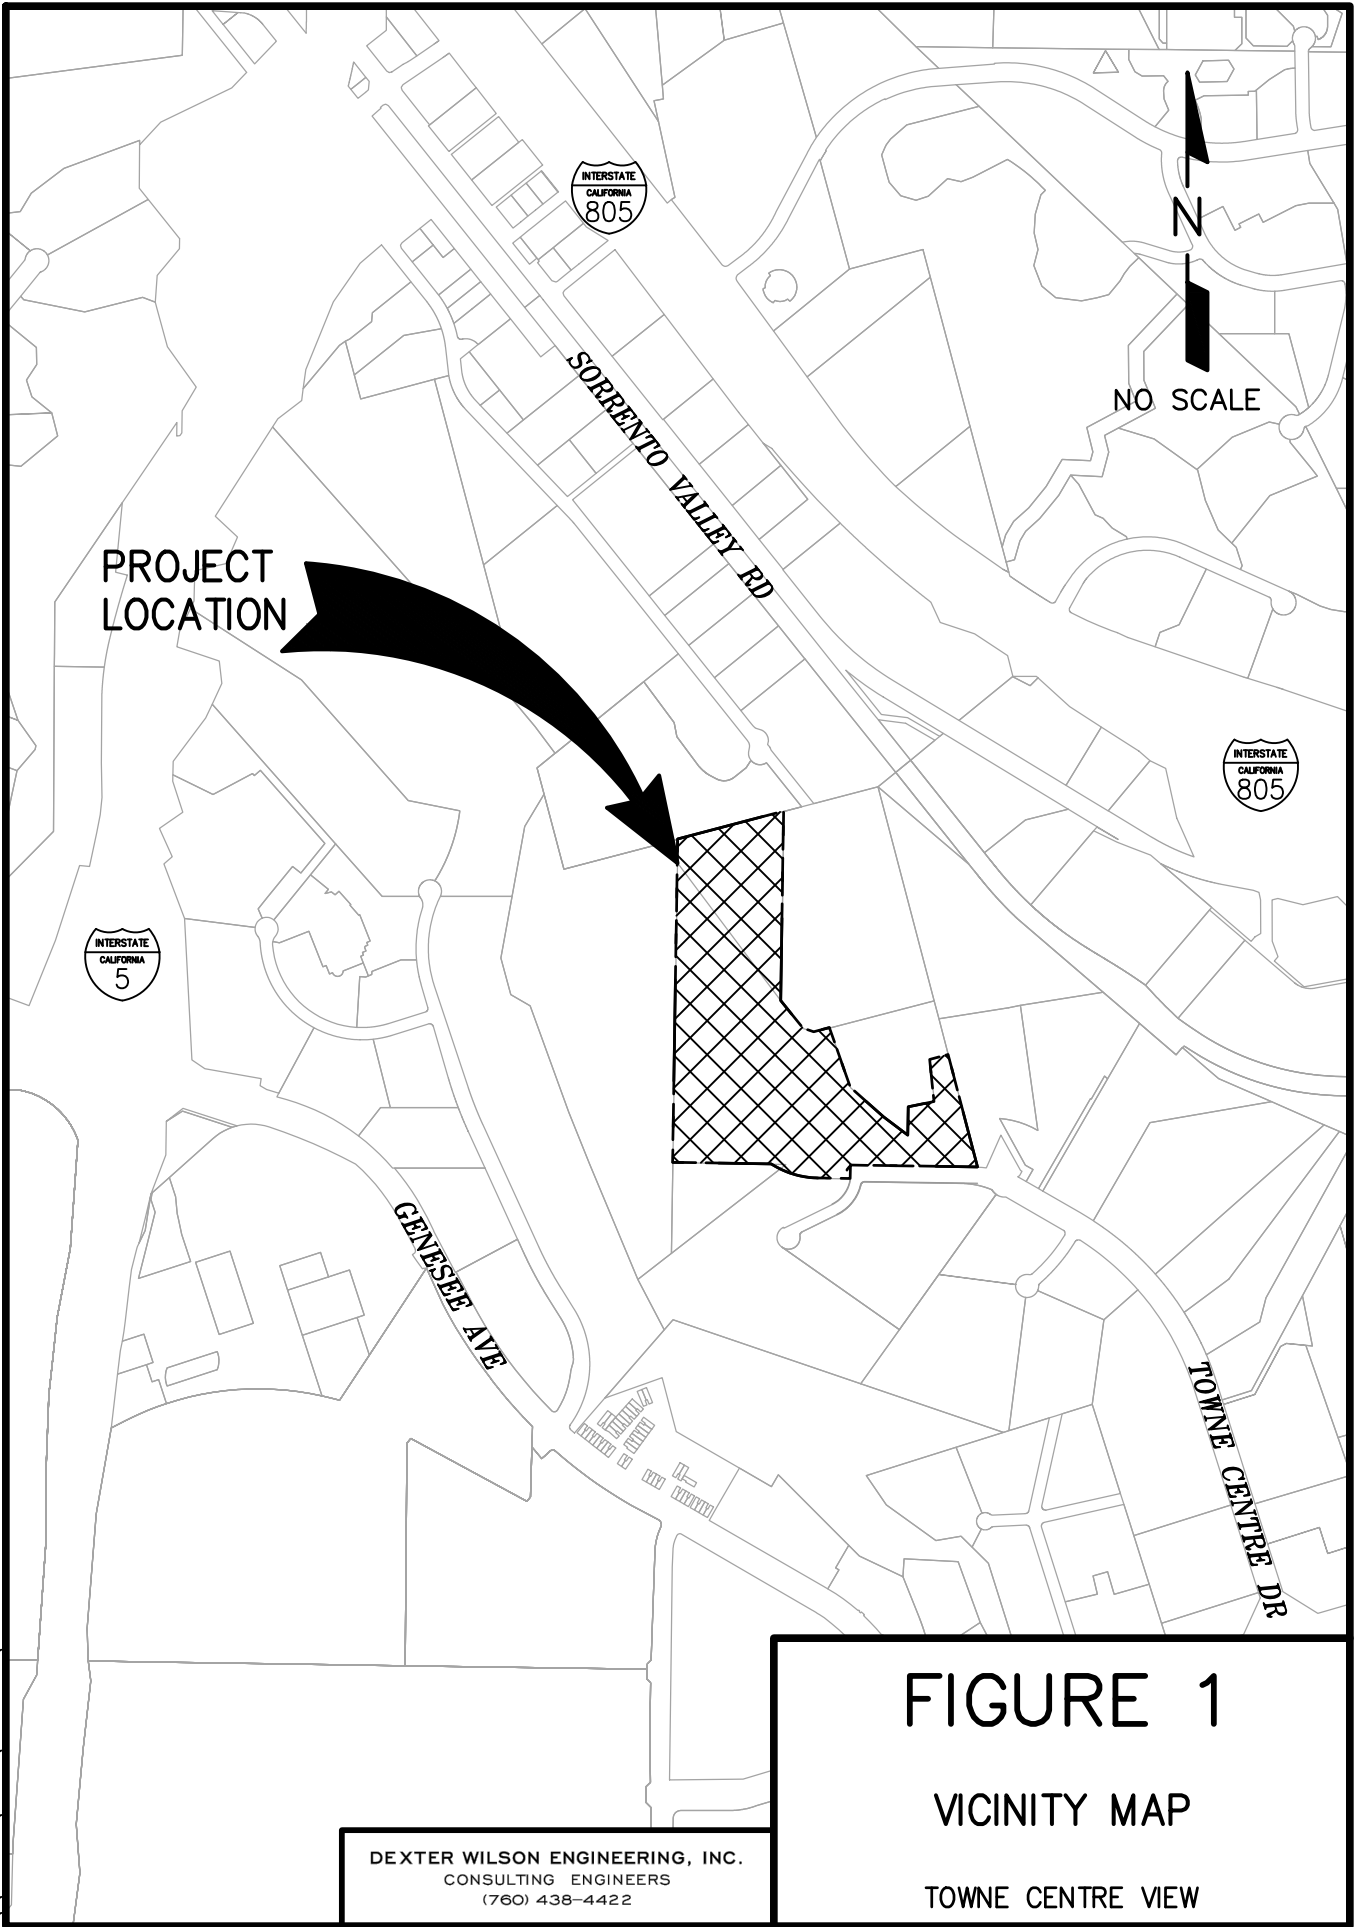 INTERSTATE
CALIFORNIA
805
N
NO SCALE
SORRENTO VALLEY RD
PROJECT
LOCATION
INTERSTATE
CALIFORNIA
805
INTERSTATE
CALIFORNIA
5
GENESEE AVE
TOWNE CENTRE DR
FIGURE 1
VICINITY MAP
TOWNE CENTRE VIEW
DEXTER WILSON ENGINEERING, INC.
CONSULTING ENGINEERS
(760) 438-4422